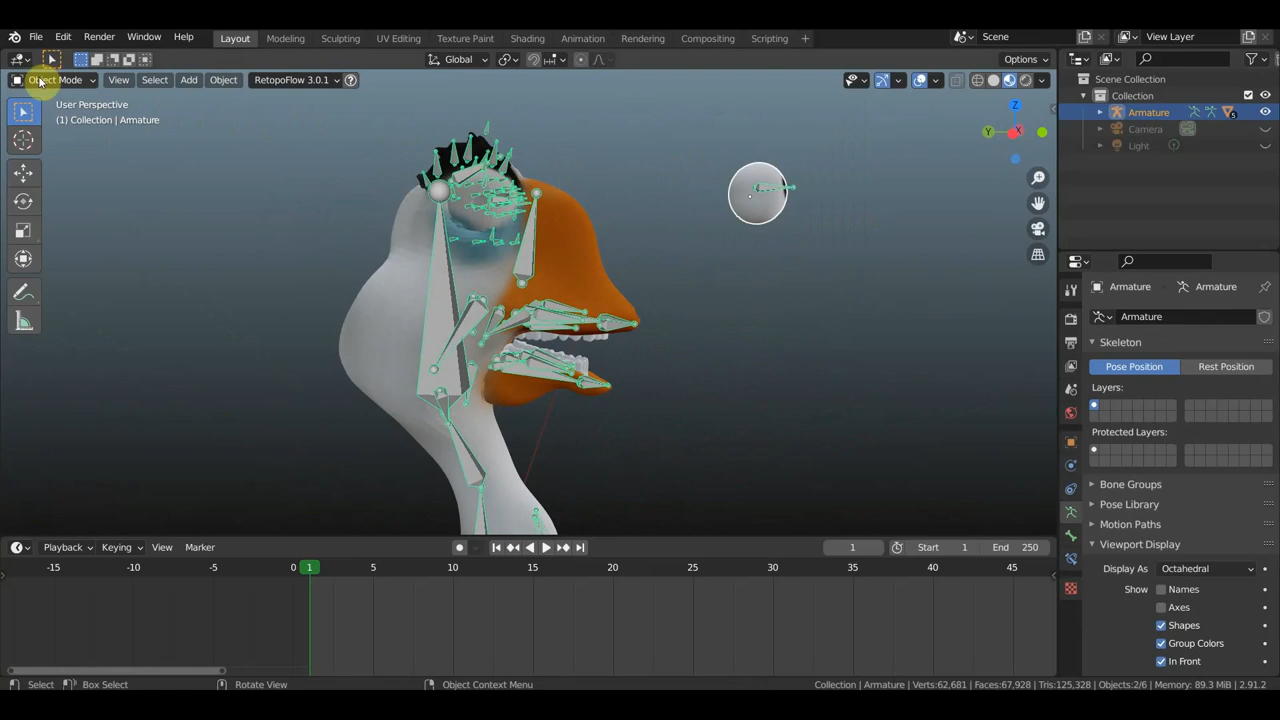 File Edit Render Window Help Layout Modeling Sculpting UV Editing Texture Paint Shading Animation Rendering Compositing Scripting + Scene View Layer
Global Options
Object Mode View Select Add Object RetopoFlow 3.0.1
User Perspective
(1) Collection | Armature
Z
Y
X
Scene Collection
Collection
Armature 5
Camera
Light
Armature Armature
Armature
Skeleton
Pose Position Rest Position
Layers:
Protected Layers:
Bone Groups
Pose Library
Motion Paths
Viewport Display
Display As Octahedral
Show Names
Axes
Shapes
Group Colors
In Front
Playback Keying View Marker 1 Start 1 End 250
-15 -10 -5 0 1 5 10 15 20 25 30 35 40 45
Select Box Select Rotate View Object Context Menu Collection | Armature | Verts:62,681 | Faces:67,928 | Tris:125,328 | Objects:2/6 | Memory: 89.3 MiB | 2.91.2